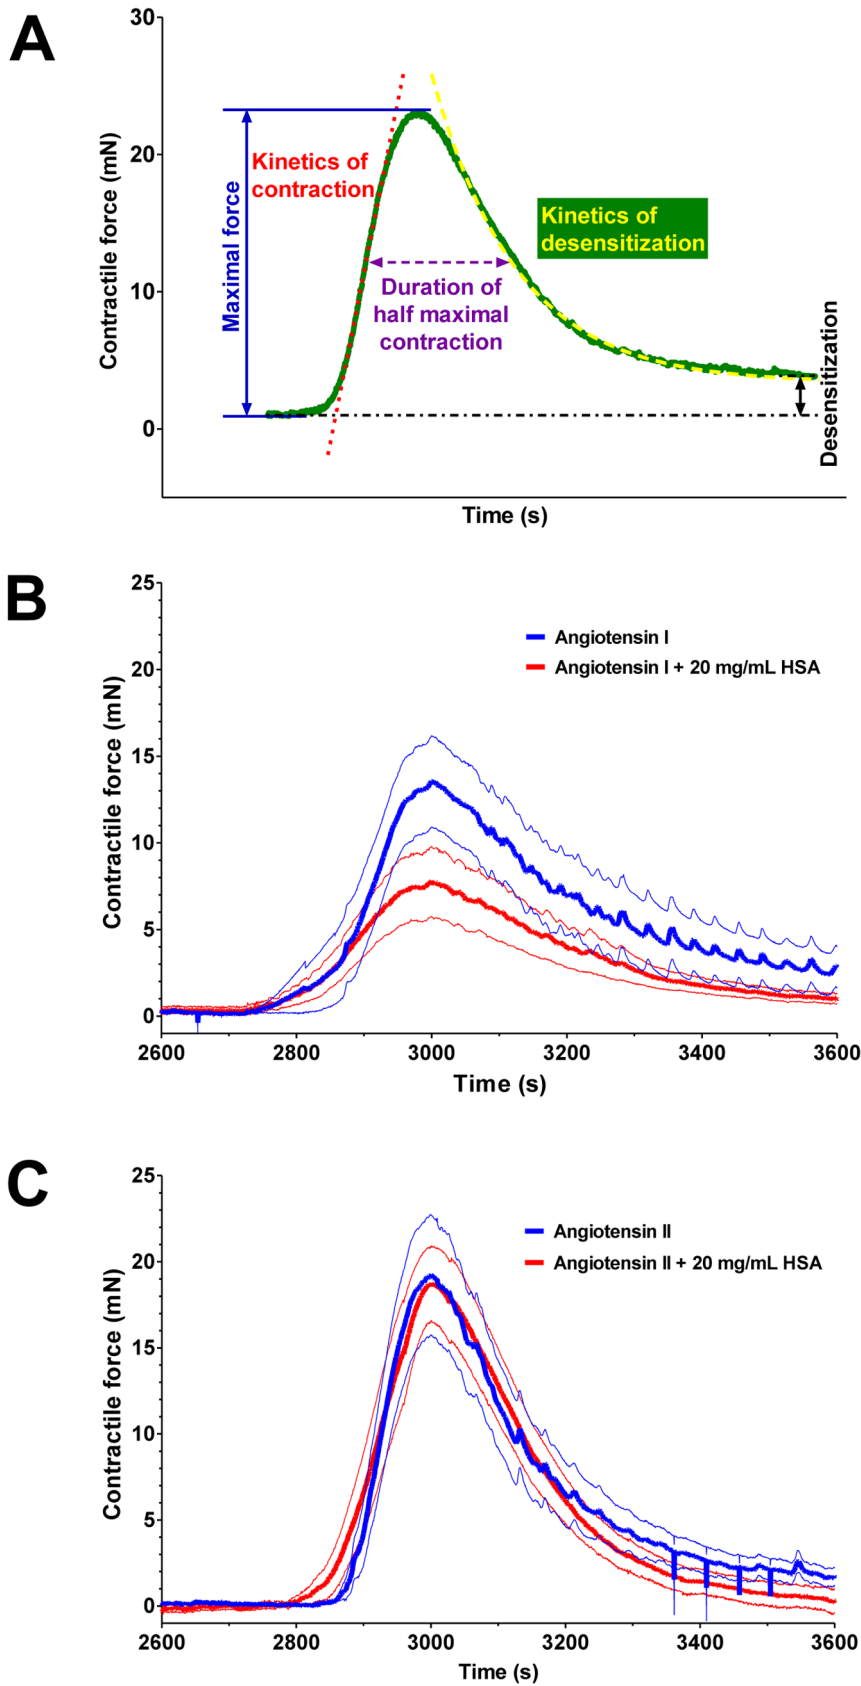 A
Contractile force (mN)
30
20
10
0
Maximal force
Kinetics of
contraction
Kinetics of
desensitization
Duration of
half maximal
contraction
Desensitization
Time (s)
B
Contractile force (mN)
25
20
15
10
5
0
Angiotensin I
Angiotensin I + 20 mg/mL HSA
2600 2800 3000 3200 3400 3600
Time (s)
C
Contractile force (mN)
25
20
15
10
5
0
Angiotensin II
Angiotensin II + 20 mg/mL HSA
2600 2800 3000 3200 3400 3600
Time (s)